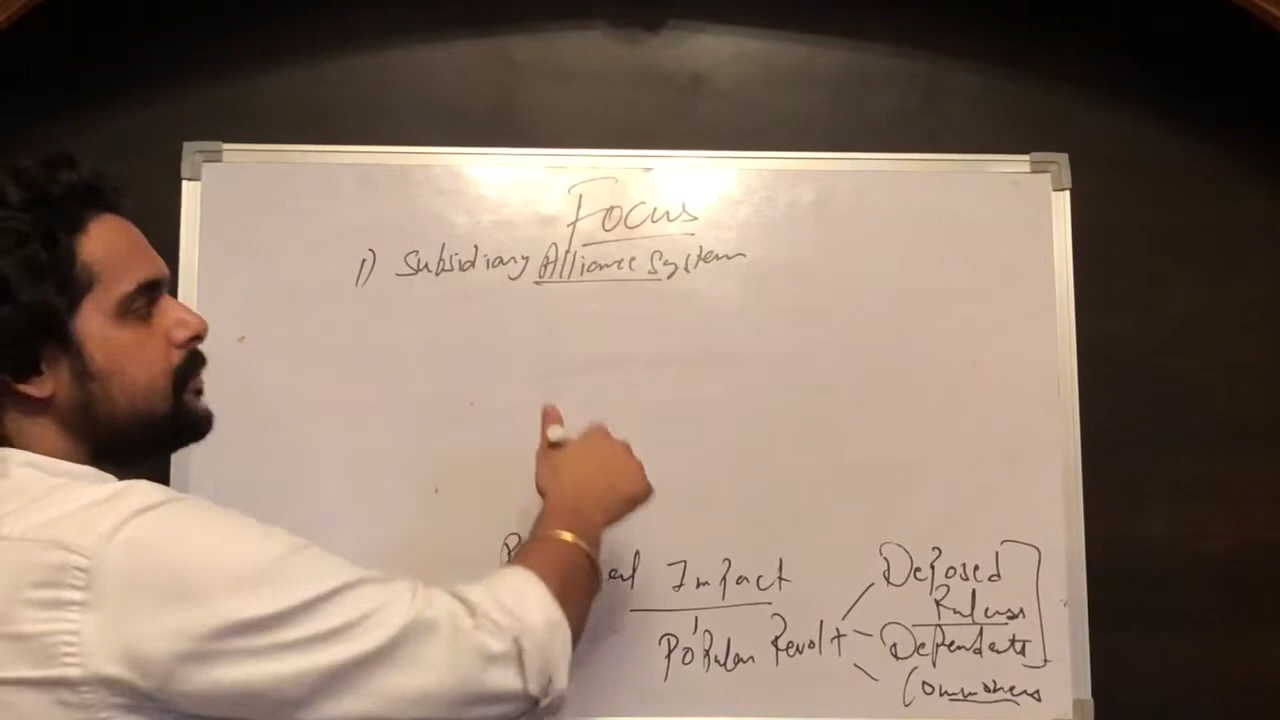 Focus
1) Subsidiary Alliance System
Impact
Popular Revolt
Deposed
Rulers
Dependents
Commoners